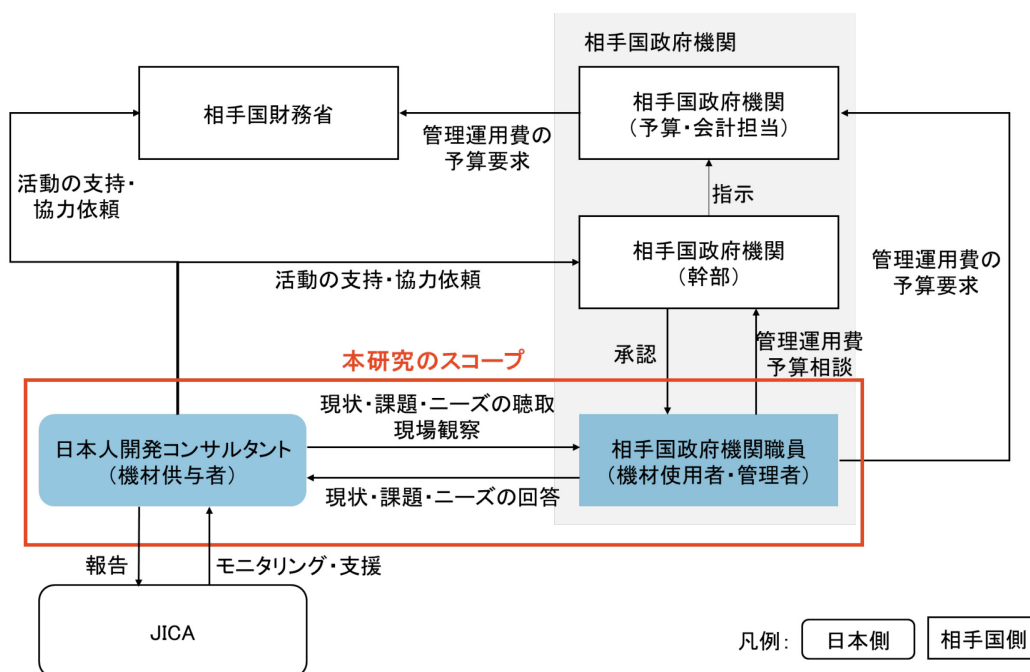 相手国政府機関
相手国財務省
相手国政府機関
(予算・会計担当)
管理運用費の
予算要求
活動の支持・
協力依頼
指示
活動の支持・協力依頼
相手国政府機関
(幹部)
管理運用費の
予算要求
承認
管理運用費
予算相談
本研究のスコープ
現状・課題・ニーズの聴取
現場観察
日本人開発コンサルタント
(機材供与者)
相手国政府機関職員
(機材使用者・管理者)
現状・課題・ニーズの回答
報告
モニタリング・支援
JICA
凡例:
日本側
相手国側